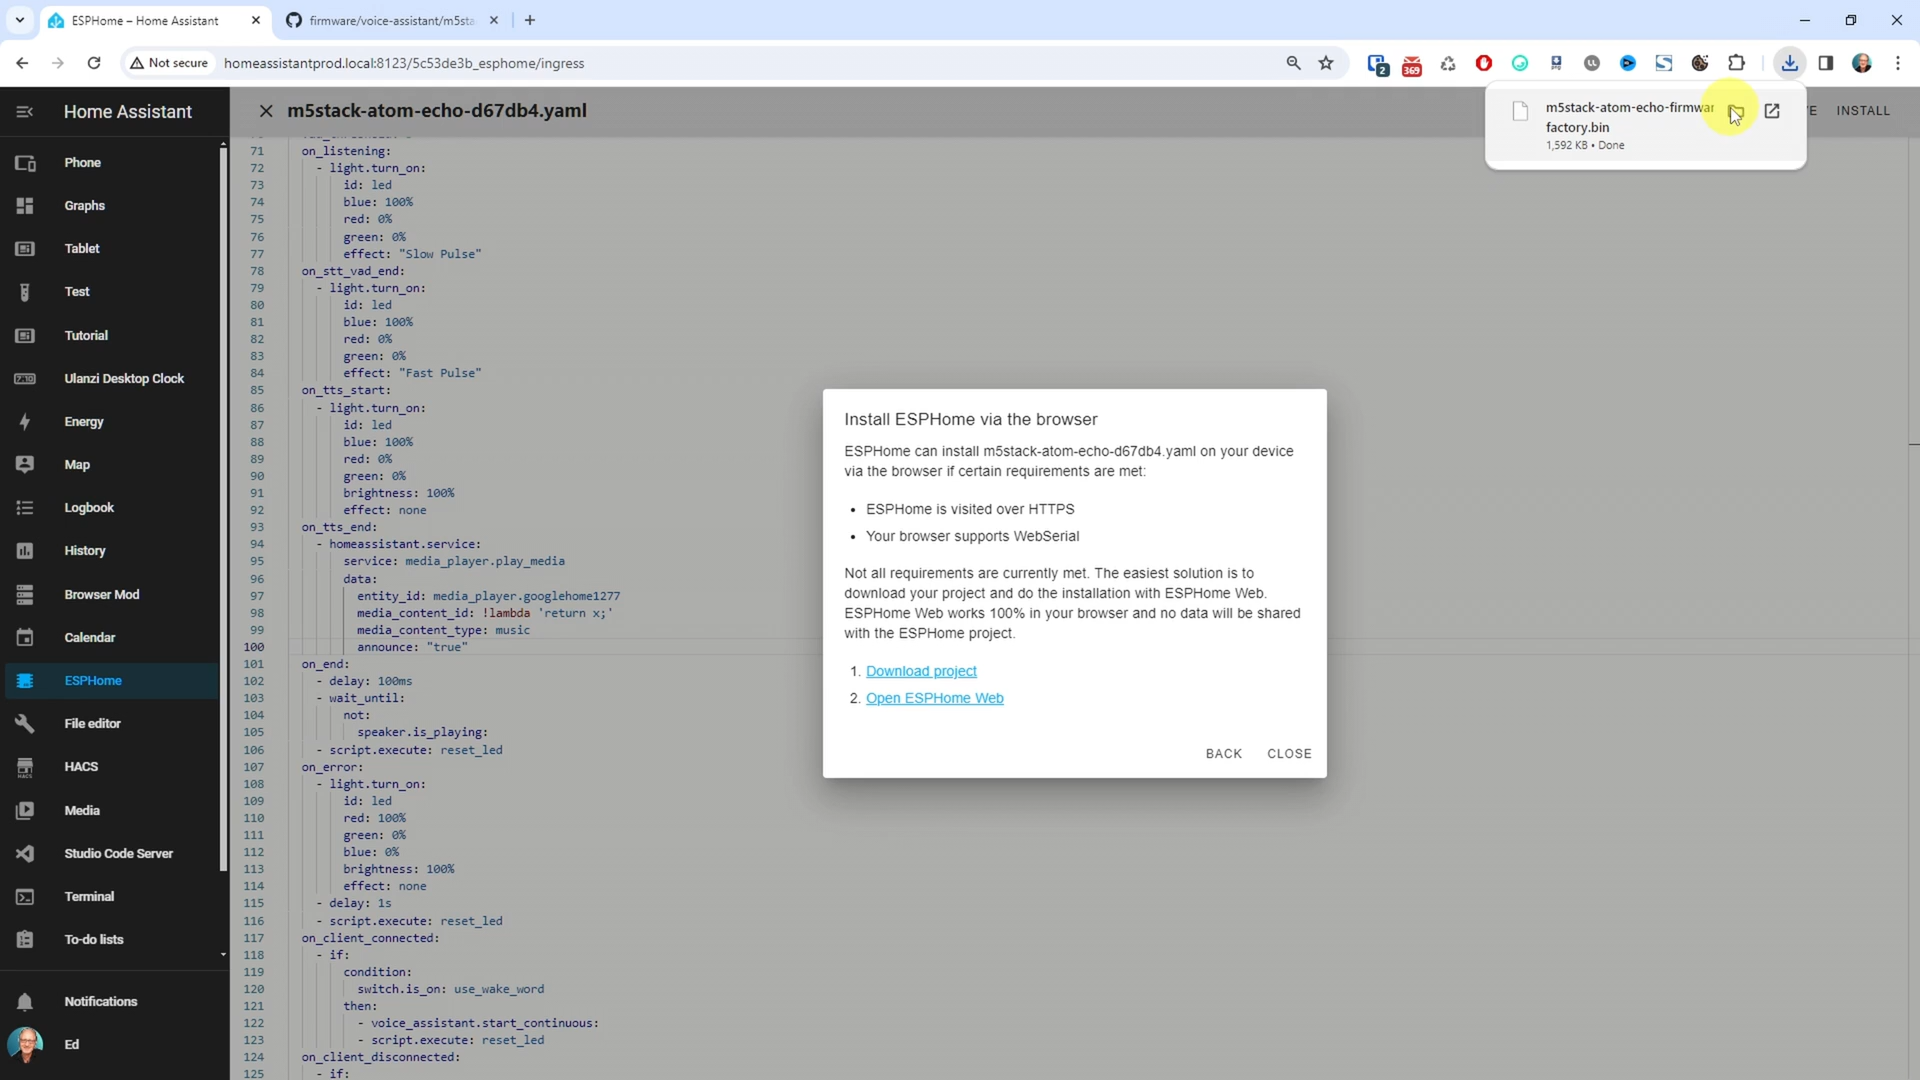 ESPHome – Home Assistant
firmware/voice-assistant/m5sta
Not secure
homeassistantprod.local:8123/5c53de3b_esphome/ingress
2
369
Home Assistant
m5stack-atom-echo-d67db4.yaml
INSTALL
m5stack-atom-echo-firmwar
factory.bin
1,592 KB • Done
Phone
Graphs
Tablet
Test
Tutorial
Ulanzi Desktop Clock
Energy
Map
Logbook
History
Browser Mod
Calendar
ESPHome
File editor
HACS
Media
Studio Code Server
Terminal
To-do lists
Notifications
Ed
71 on_listening:
72 - light.turn_on:
73 id: led
74 blue: 100%
75 red: 0%
76 green: 0%
77 effect: "Slow Pulse"
78 on_stt_vad_end:
79 - light.turn_on:
80 id: led
81 blue: 100%
82 red: 0%
83 green: 0%
84 effect: "Fast Pulse"
85 on_tts_start:
86 - light.turn_on:
87 id: led
88 blue: 100%
89 red: 0%
90 green: 0%
91 brightness: 100%
92 effect: none
93 on_tts_end:
94 - homeassistant.service:
95 service: media_player.play_media
96 data:
97 entity_id: media_player.googlehome1277
98 media_content_id: !lambda 'return x;'
99 media_content_type: music
100 announce: "true"
101 on_end:
102 - delay: 100ms
103 - wait_until:
104 not:
105 speaker.is_playing:
106 - script.execute: reset_led
107 on_error:
108 - light.turn_on:
109 id: led
110 red: 100%
111 green: 0%
112 blue: 0%
113 brightness: 100%
114 effect: none
115 - delay: 1s
116 - script.execute: reset_led
117 on_client_connected:
118 - if:
119 condition:
120 switch.is_on: use_wake_word
121 then:
122 - voice_assistant.start_continuous:
123 - script.execute: reset_led
124 on_client_disconnected:
125 - if:
Install ESPHome via the browser
ESPHome can install m5stack-atom-echo-d67db4.yaml on your device
via the browser if certain requirements are met:
• ESPHome is visited over HTTPS
• Your browser supports WebSerial
Not all requirements are currently met. The easiest solution is to
download your project and do the installation with ESPHome Web.
ESPHome Web works 100% in your browser and no data will be shared
with the ESPHome project.
1. Download project
2. Open ESPHome Web
BACK CLOSE